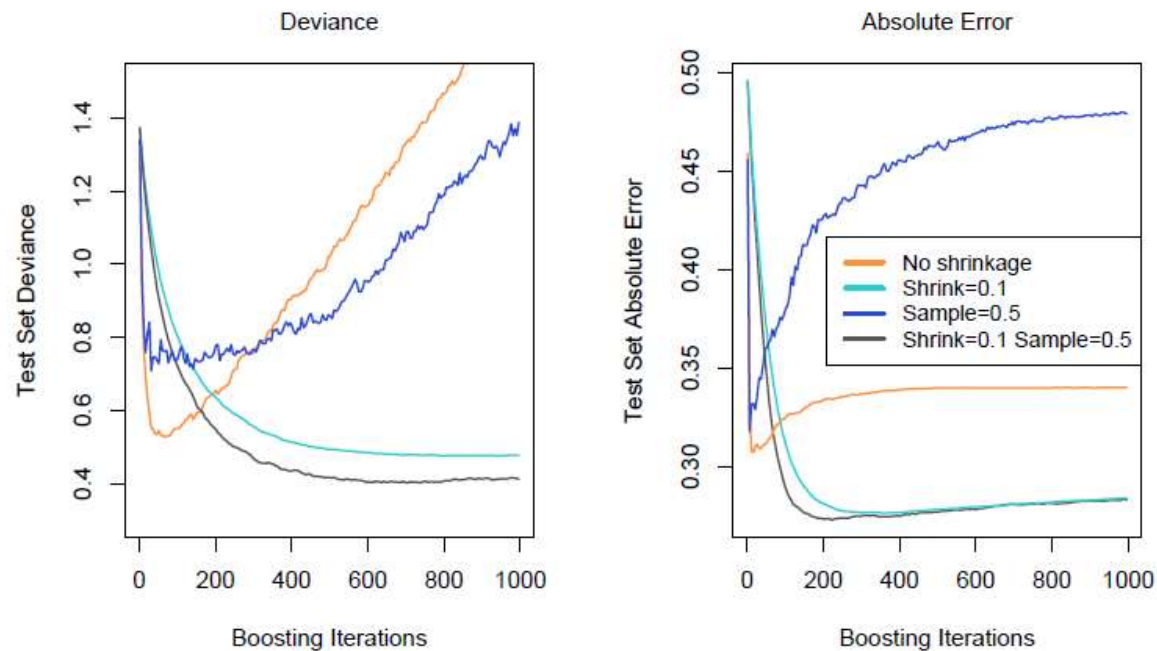 Deviance
Test Set Deviance
1.4
1.2
1.0
0.8
0.6
0.4
0 200 400 600 800 1000
Boosting Iterations
Absolute Error
Test Set Absolute Error
0.50
0.45
0.40
0.35
0.30
No shrinkage
Shrink=0.1
Sample=0.5
Shrink=0.1 Sample=0.5
0 200 400 600 800 1000
Boosting Iterations